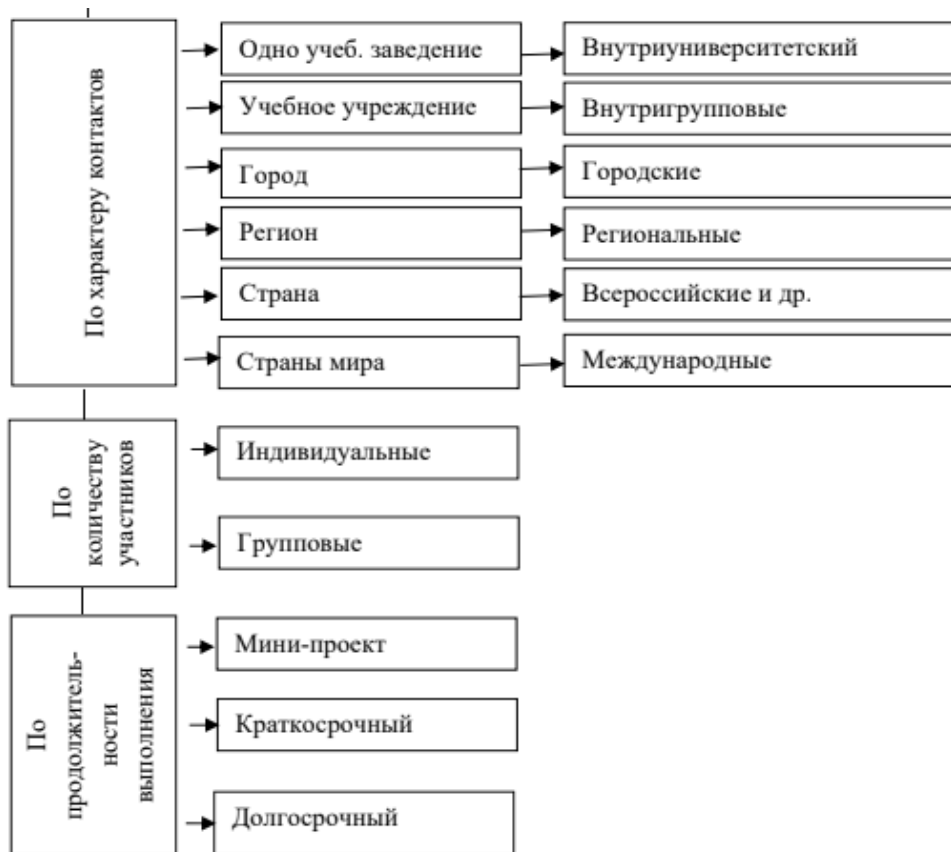 По характеру контактов
Одно учеб. заведение
Внутриуниверситетский
Учебное учреждение
Внутригрупповые
Город
Городские
Регион
Региональные
Страна
Всероссийские и др.
Страны мира
Международные
По
количеству
участников
Индивидуальные
Групповые
По
продолжитель-
ности
выполнения
Мини-проект
Краткосрочный
Долгосрочный